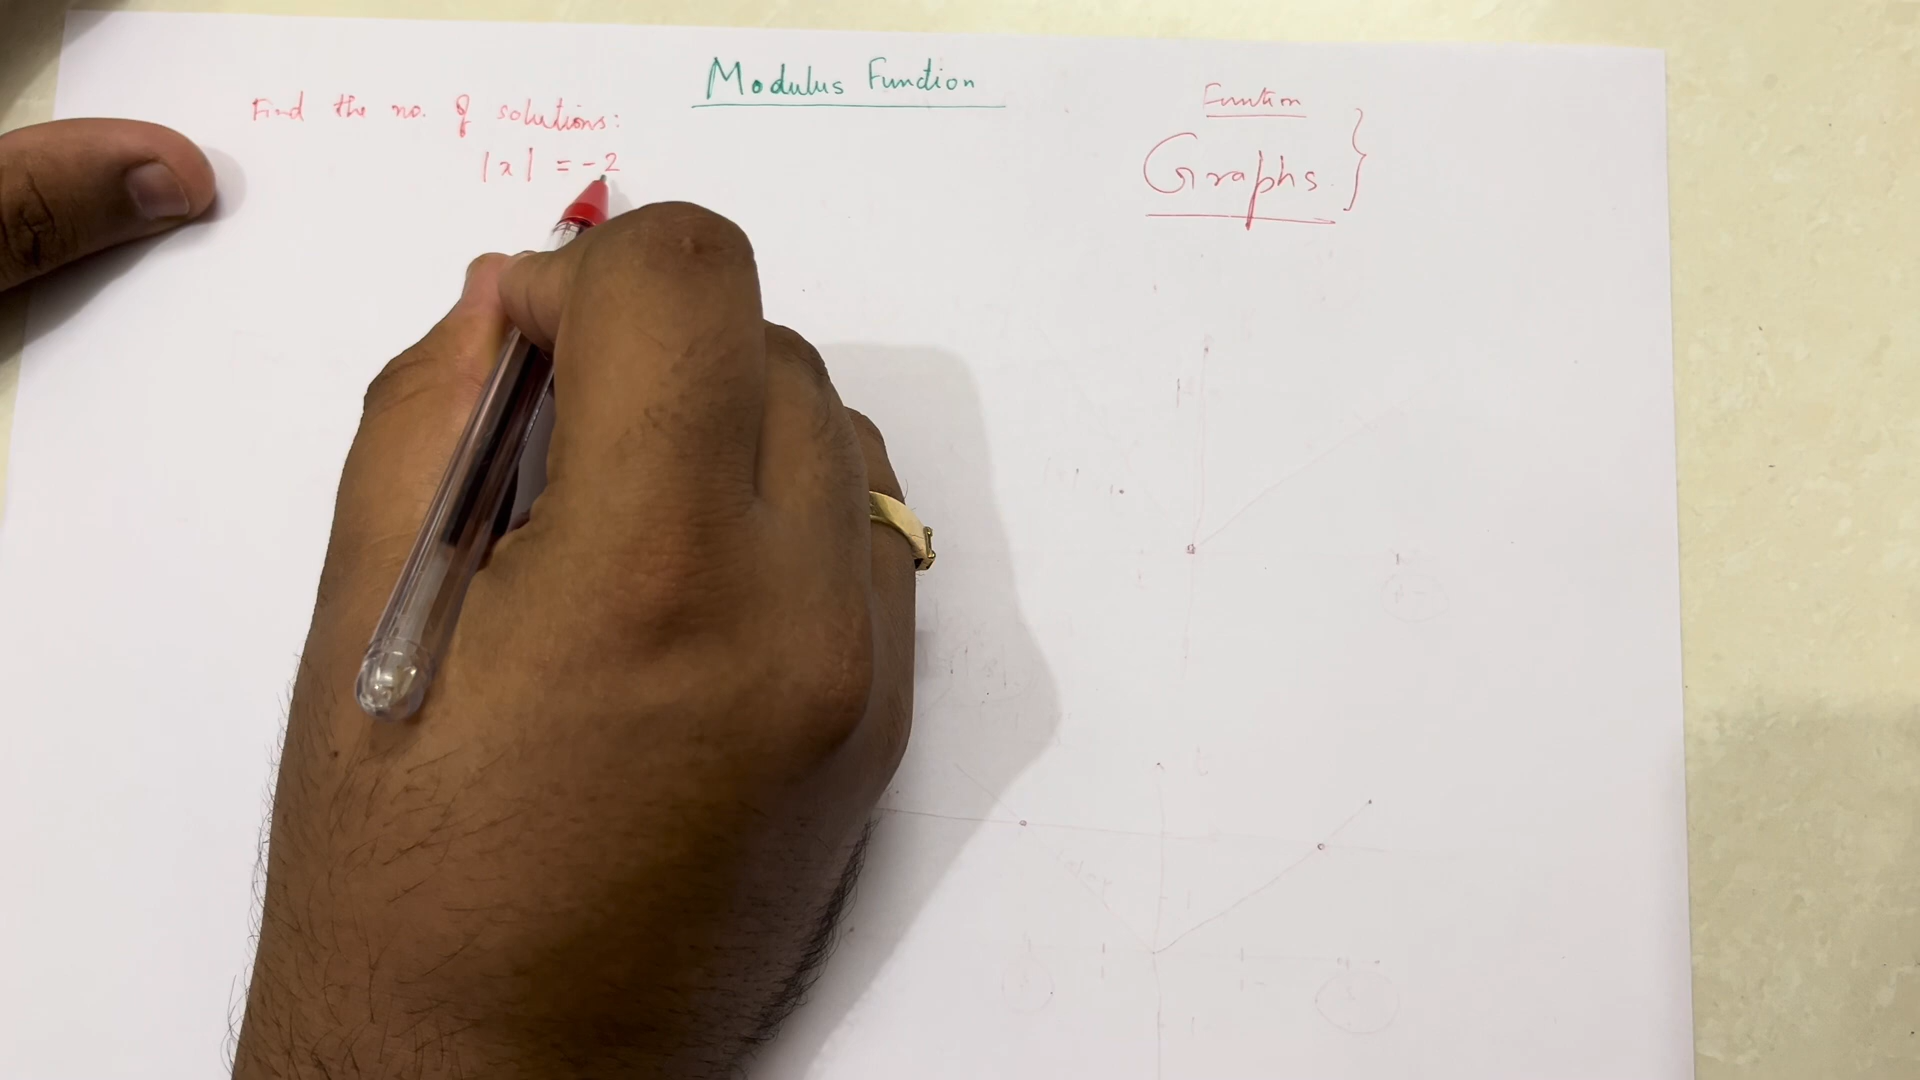 Modulus Function
Find the no. of solutions:
|x| = -2
Function
Graphs